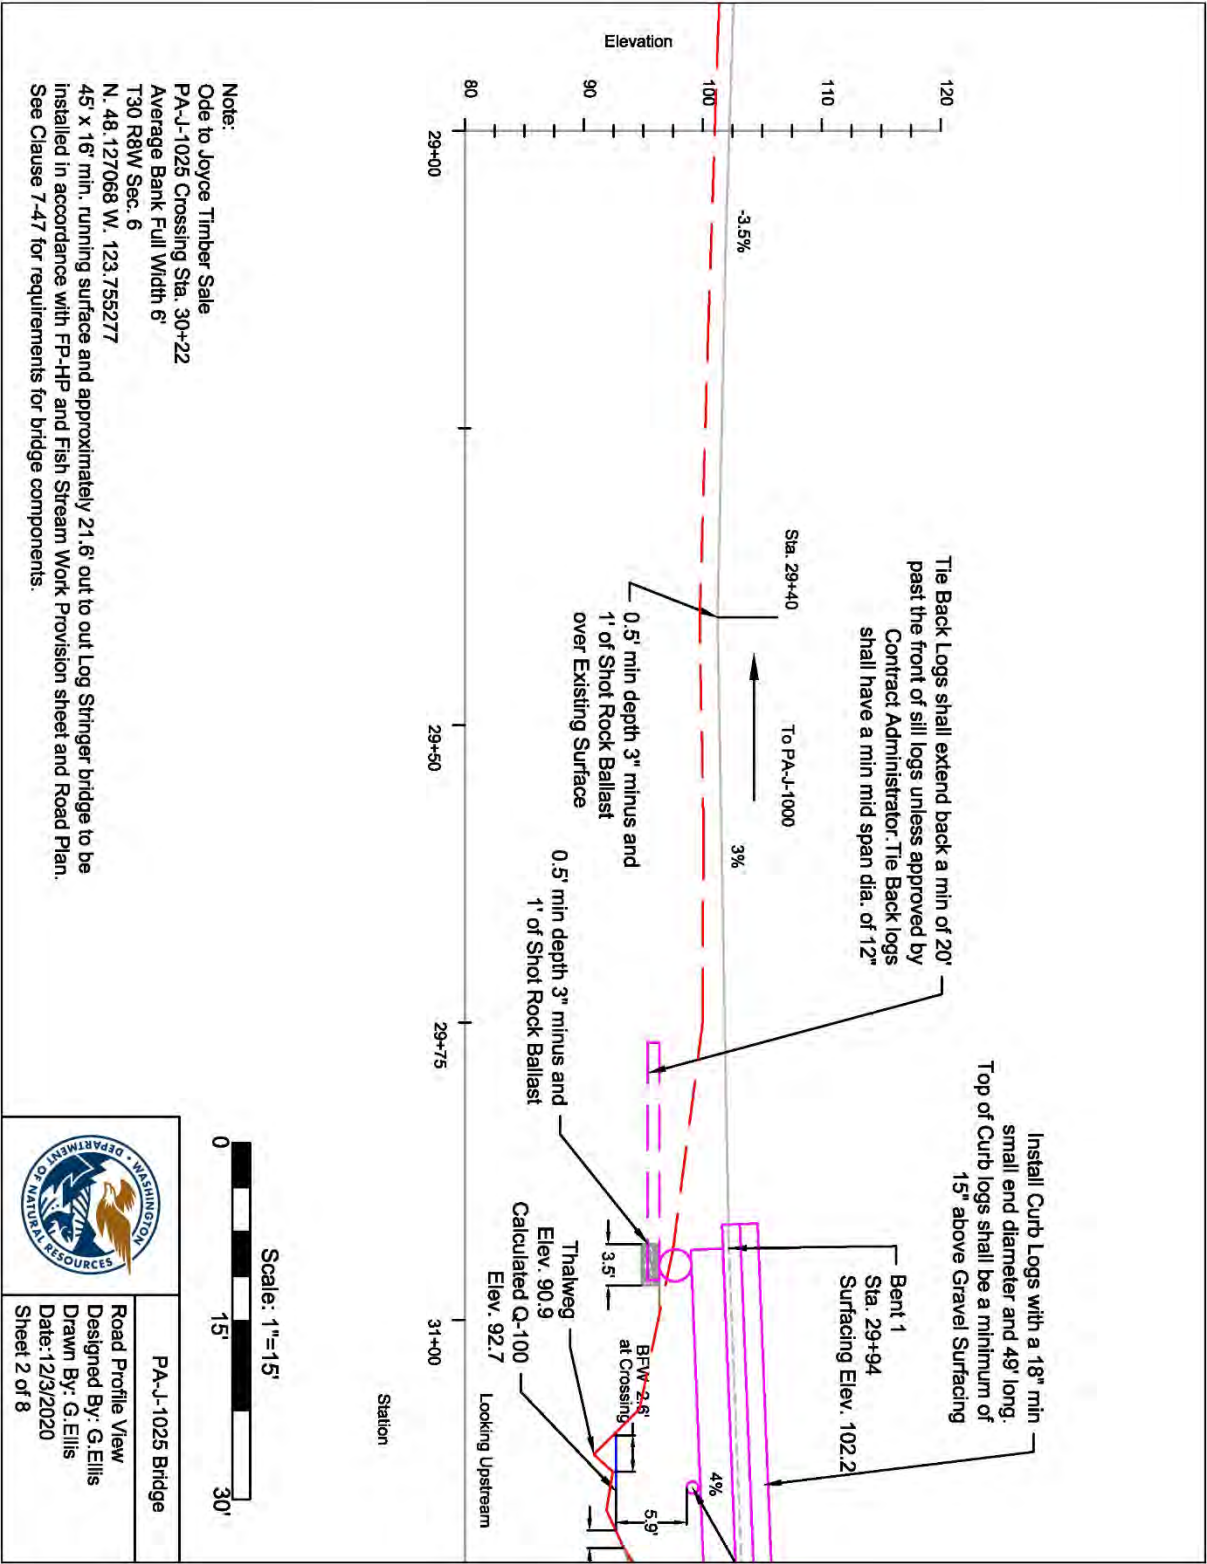 Elevation
120
110
100
90
80
29+00
29+50
29+75
31+00
Station
-3.5%
3%
4%
Sta. 29+40
To PA-J-1000
0.5' min depth 3" minus and
1' of Shot Rock Ballast
over Existing Surface
Tie Back Logs shall extend back a min of 20'
past the front of sill logs unless approved by
Contract Administrator.Tie Back logs
shall have a min mid span dia. of 12"
Install Curb Logs with a 18" min
small end diameter and 49' long.
Top of Curb logs shall be a minimum of
15" above Gravel Surfacing
Bent 1
Sta. 29+94
Surfacing Elev. 102.2
0.5' min depth 3" minus and
1' of Shot Rock Ballast
3.5'
Thalweg
Elev. 90.9
Calculated Q-100
Elev. 92.7
BFW 2.6'
at Crossing
5.9'
Looking Upstream
Note:
Ode to Joyce Timber Sale
PA-J-1025 Crossing Sta. 30+22
Average Bank Full Width 6'
T30 R8W Sec. 6
N. 48.127068 W. 123.755277
45' x 16' min. running surface and approximately 21.6' out to out Log Stringer bridge to be
installed in accordance with FP-HP and Fish Stream Work Provision sheet and Road Plan.
See Clause 7-47 for requirements for bridge components.
Scale: 1"=15'
0 15' 30'
WASHINGTON • DEPARTMENT OF NATURAL RESOURCES
PA-J-1025 Bridge
Road Profile View
Designed By: G.Ellis
Drawn By: G.Ellis
Date:12/3/2020
Sheet 2 of 8